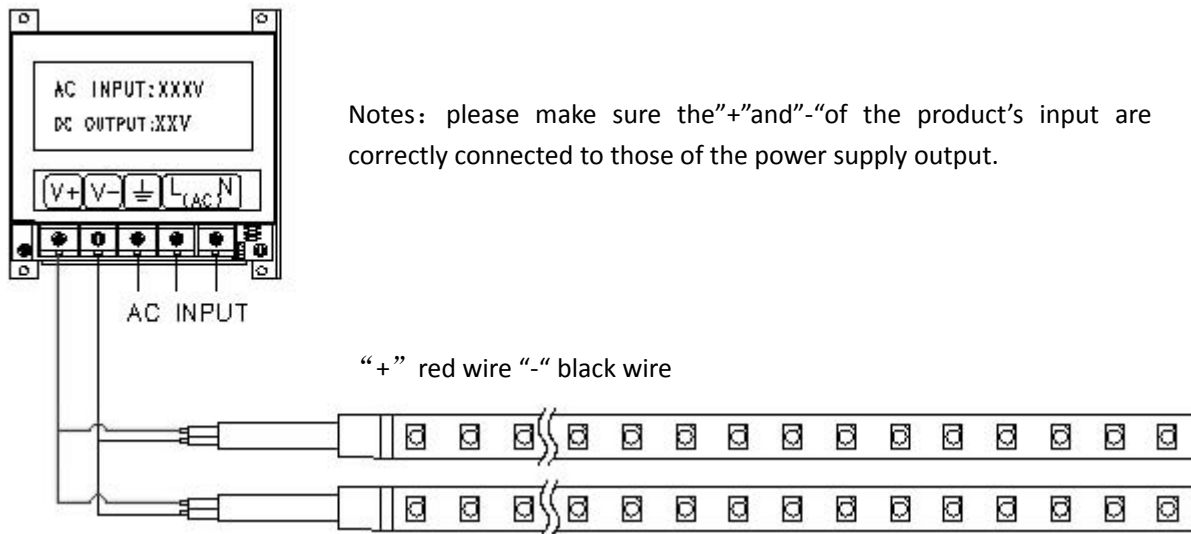 AC INPUT:XXXV
DC OUTPUT:XXV
V+ V- L(AC)N
AC INPUT
Notes： please make sure the”+”and”-“of the product’s input are
correctly connected to those of the power supply output.
“+” red wire “-“ black wire